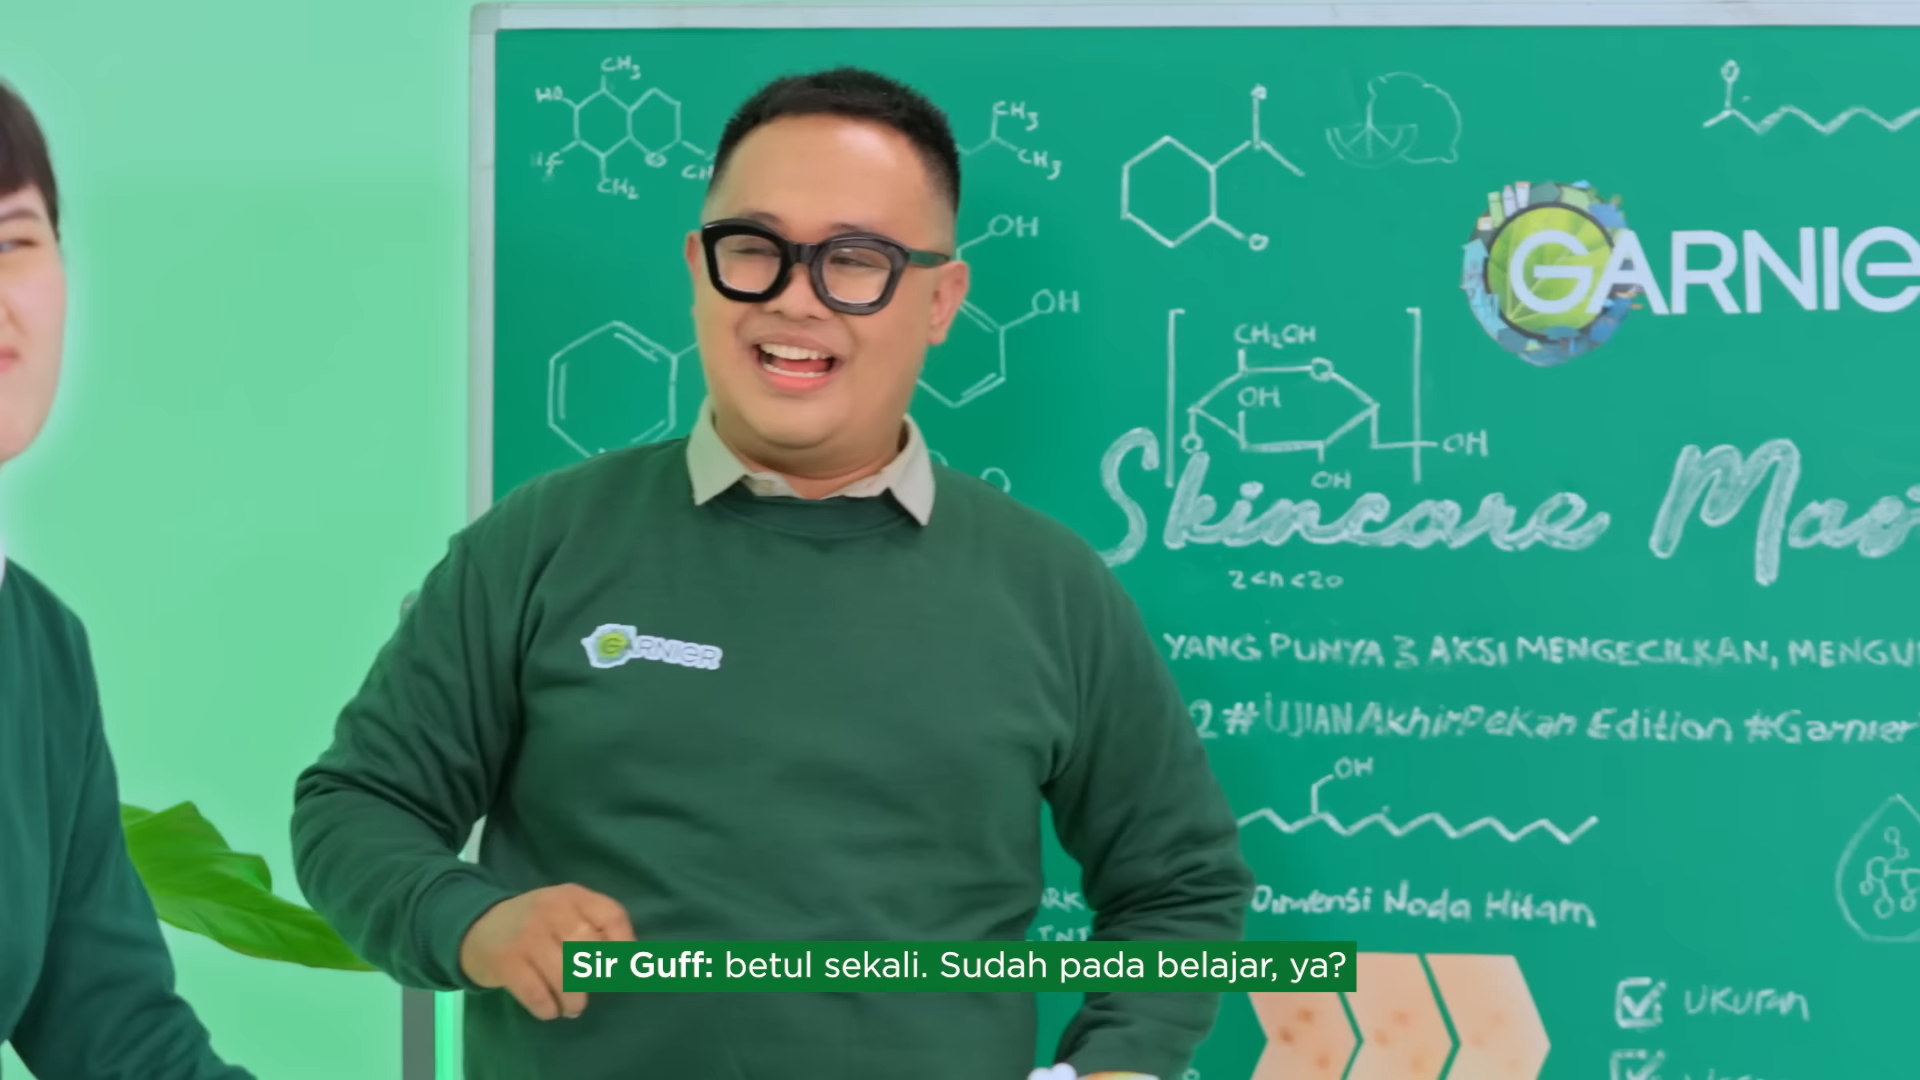 CH3
HO
CH3
CH3
CH2
OH
OH
GARNIE
CH2OH
OH
O
O
OH
OH
Skincare
2<n<20
GARNIER
YANG PUNYA 3 AKSI MENGECILKAN, MENGU
2 # UJIANAkhirPekan Edition #Garnier
OH
Dimensi Noda Hitam
Sir Guff: betul sekali. Sudah pada belajar, ya?
UKURAN